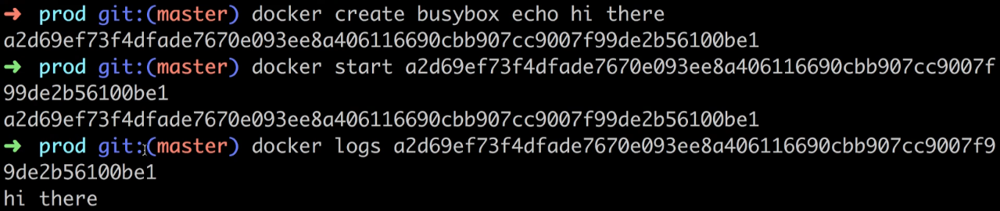 ➜ prod git:(master) docker create busybox echo hi there
a2d69ef73f4dfade7670e093ee8a406116690cbb907cc9007f99de2b56100be1
➜ prod git:(master) docker start a2d69ef73f4dfade7670e093ee8a406116690cbb907cc9007f
99de2b56100be1
a2d69ef73f4dfade7670e093ee8a406116690cbb907cc9007f99de2b56100be1
➜ prod git:(master) docker logs a2d69ef73f4dfade7670e093ee8a406116690cbb907cc9007f9
9de2b56100be1
hi there